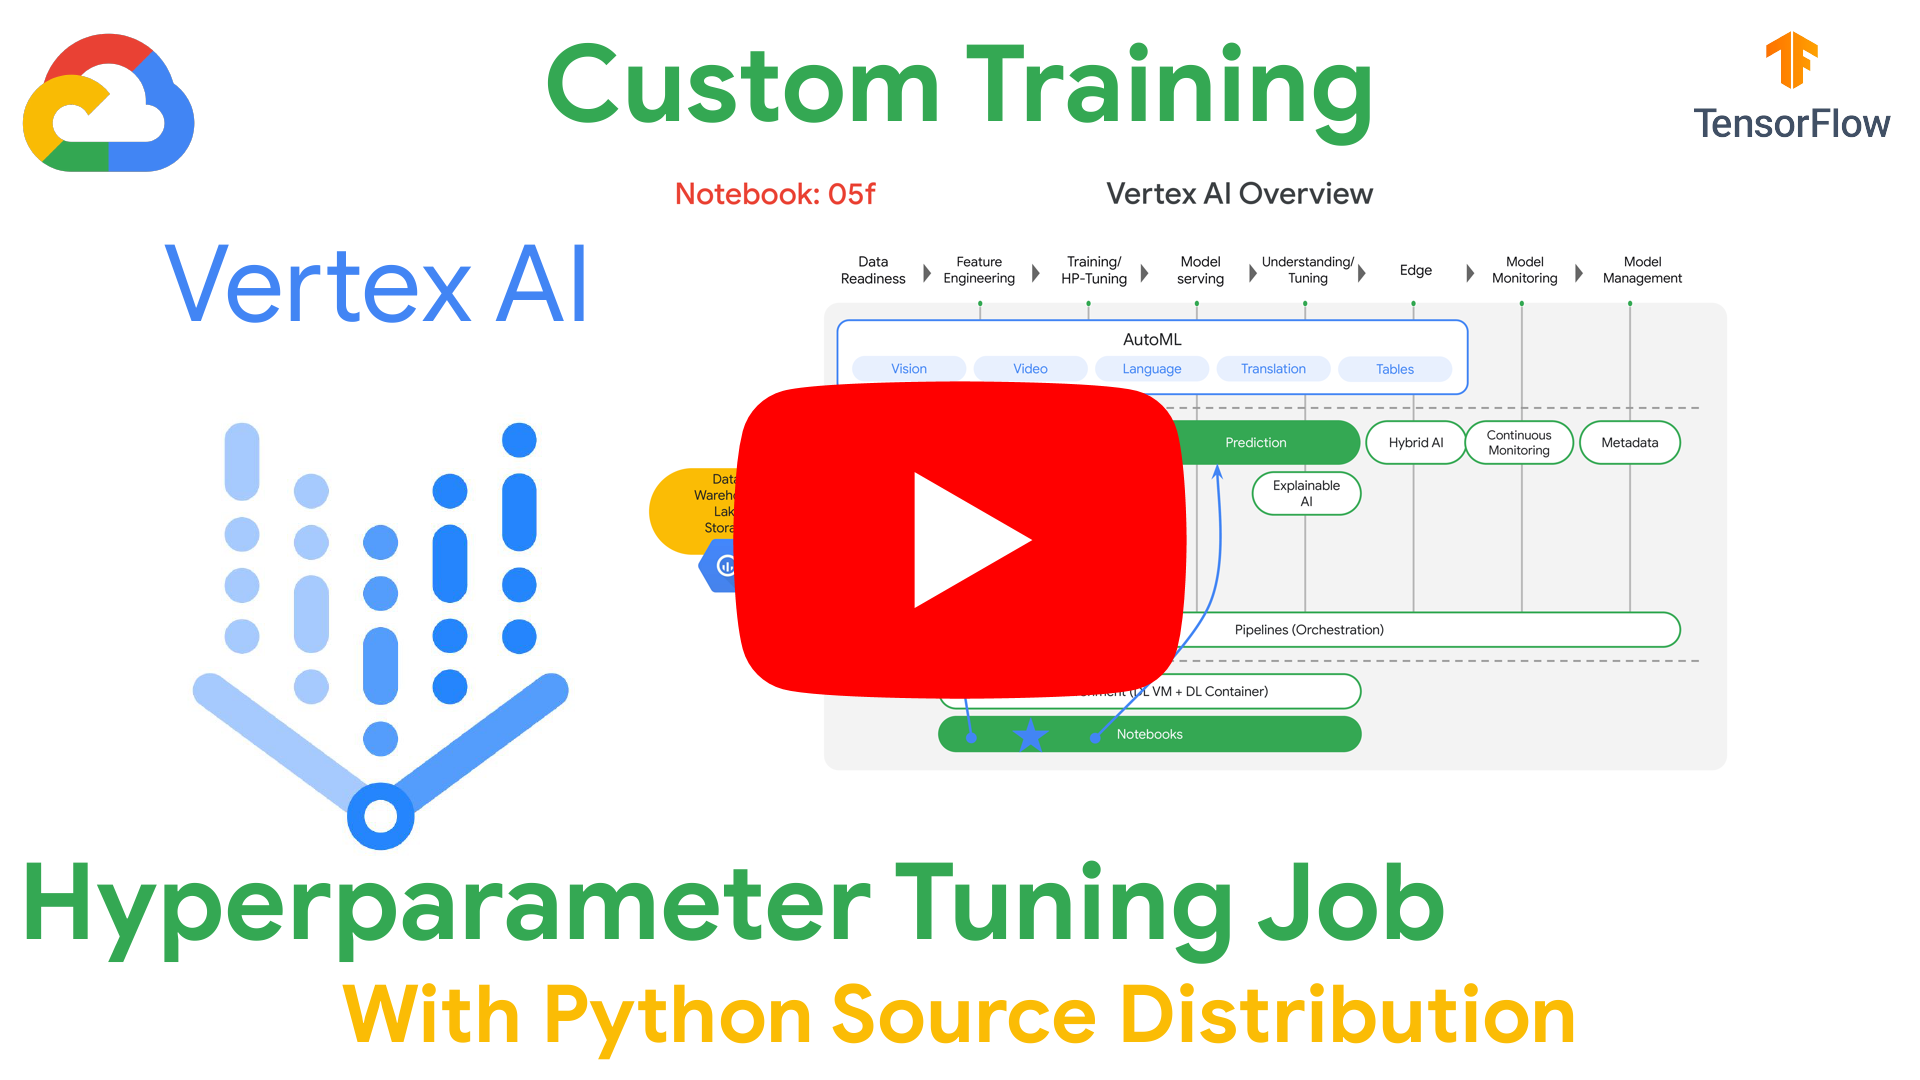 Custom Training
TensorFlow
Notebook: 05f
Vertex AI Overview
Vertex AI
Data
Readiness
Feature
Engineering
Training/
HP-Tuning
Model
serving
Understanding/
Tuning
Edge
Model
Monitoring
Model
Management
AutoML
Vision
Video
Language
Translation
Tables
Prediction
Hybrid AI
Continuous
Monitoring
Metadata
Explainable
AI
Data
Pipelines (Orchestration)
(DL VM + DL Container)
Notebooks
Hyperparameter Tuning Job
With Python Source Distribution